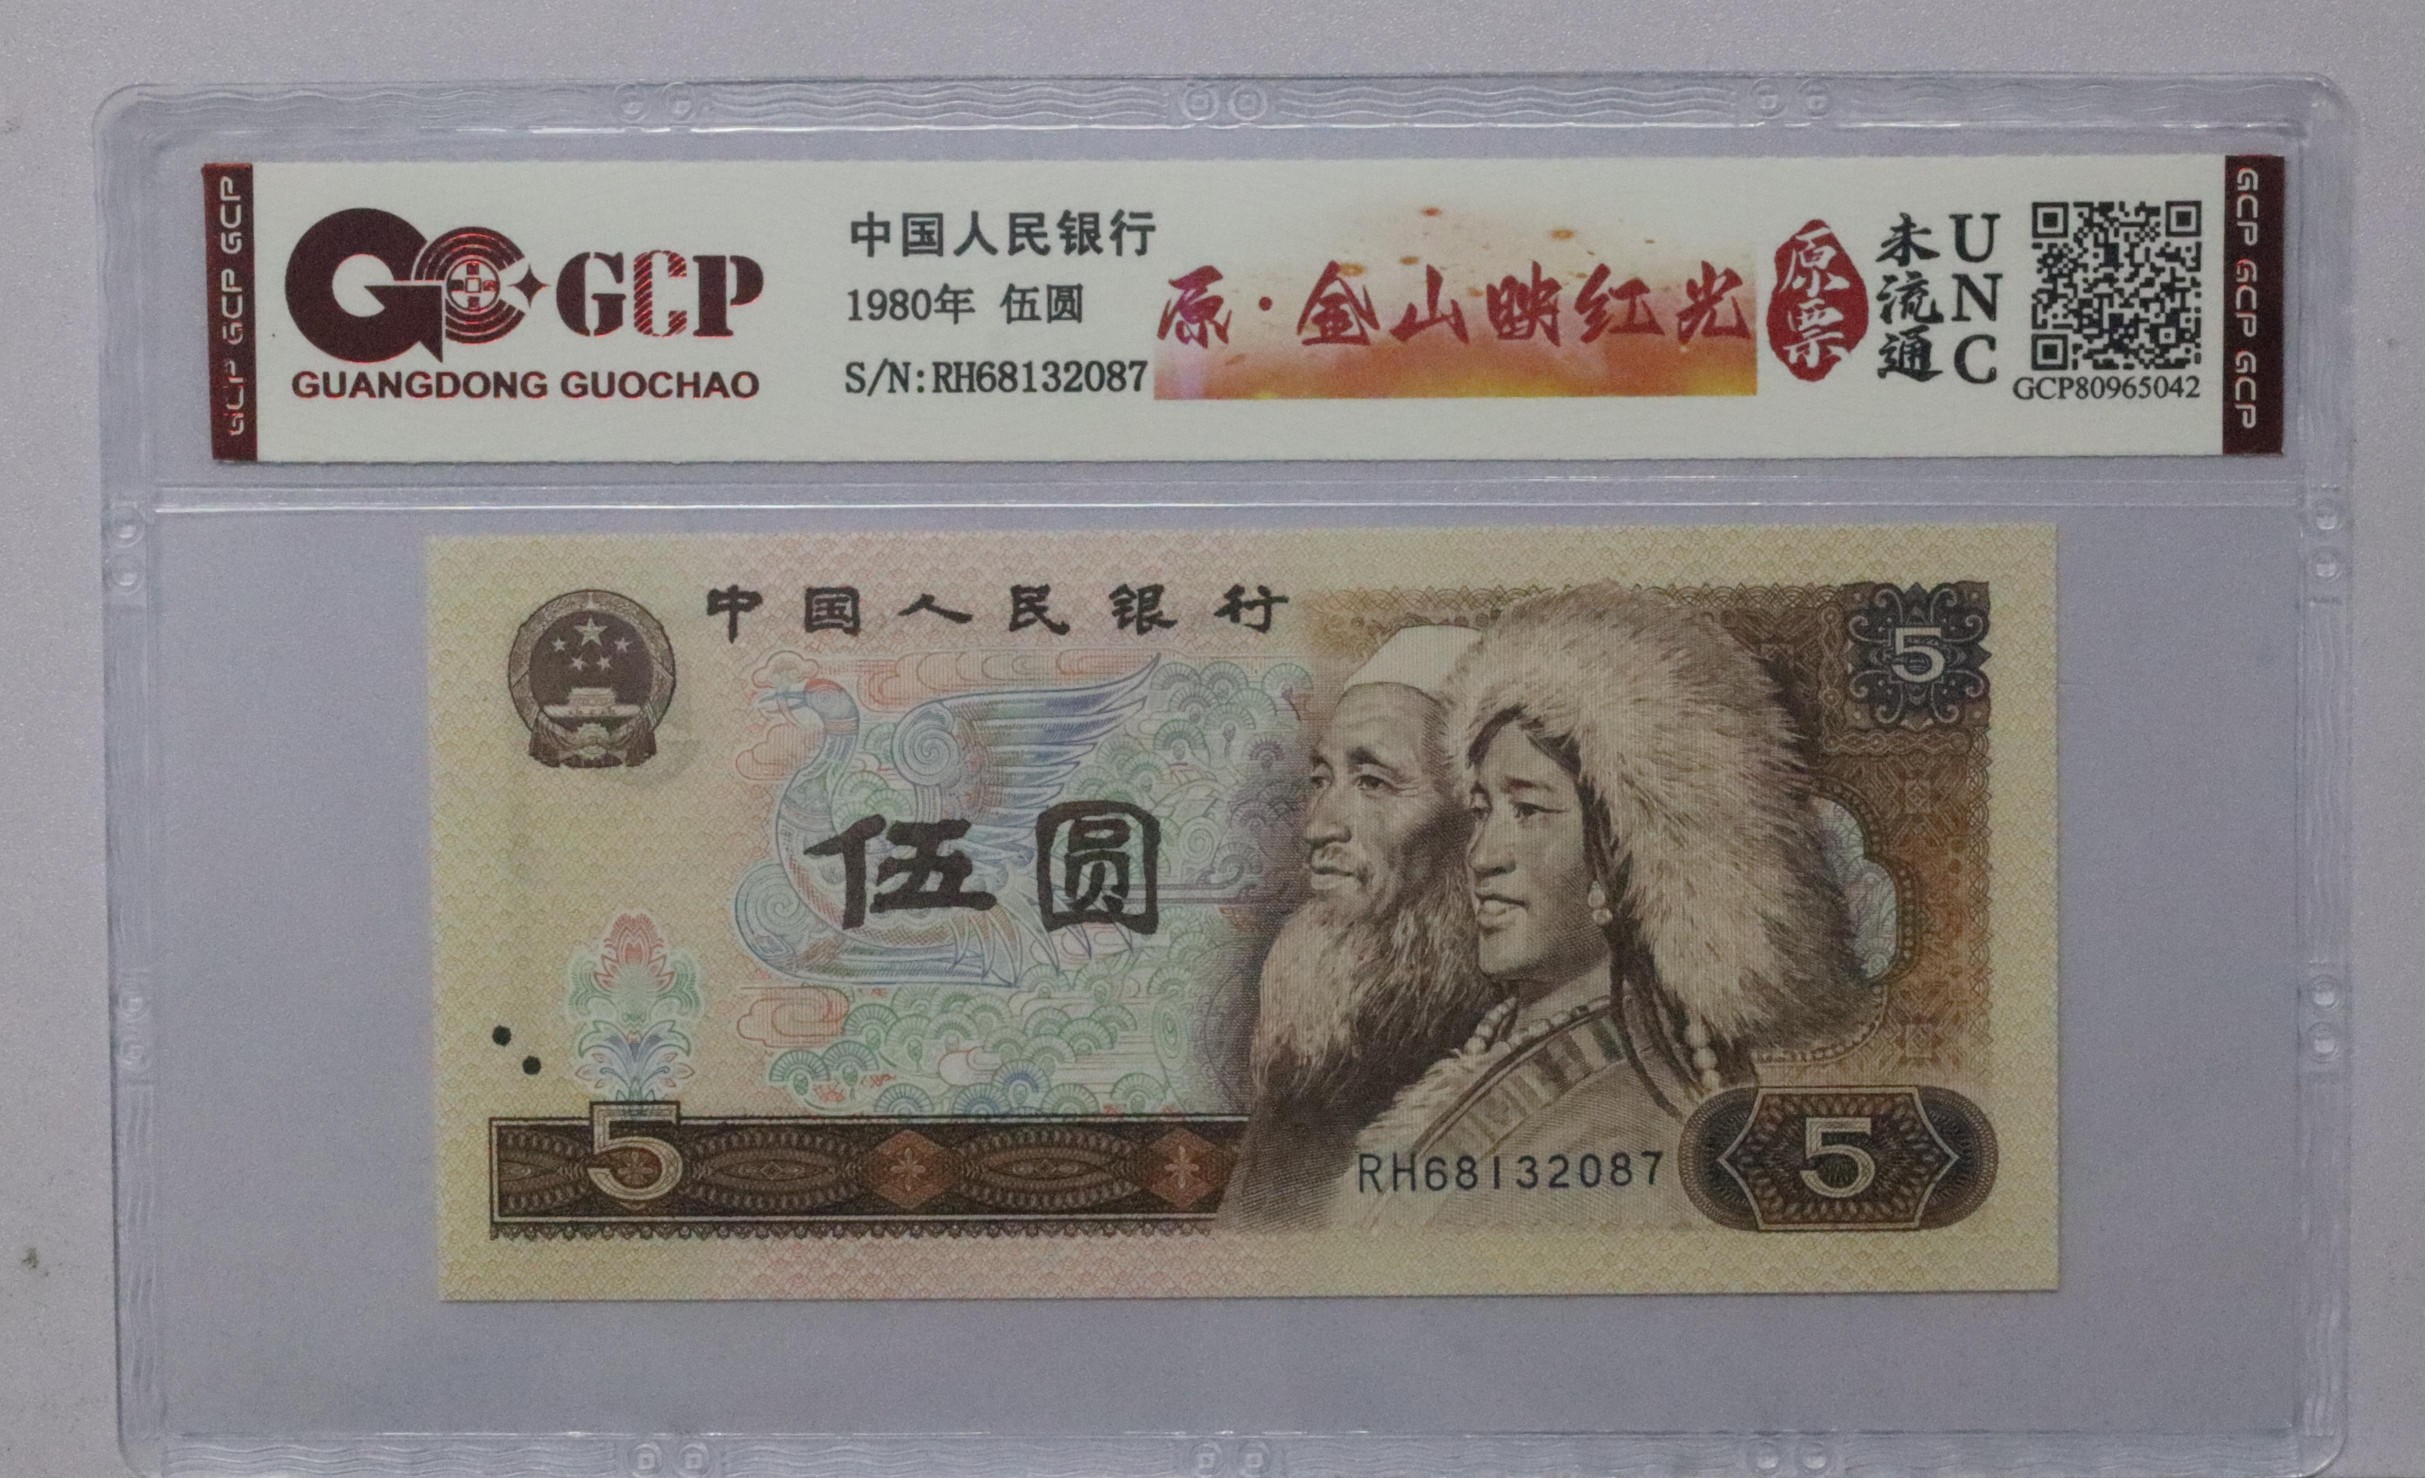 GCP GCP GCP
GCP
GUANGDONG GUOCHAO
中国人民银行
1980年 伍圆
S/N:RH68132087
原·金山映红光
原票
未流通
UNC
GCP80965042
GCP GCP GCP
中国人民银行
5
伍圆
5
RH68132087
5